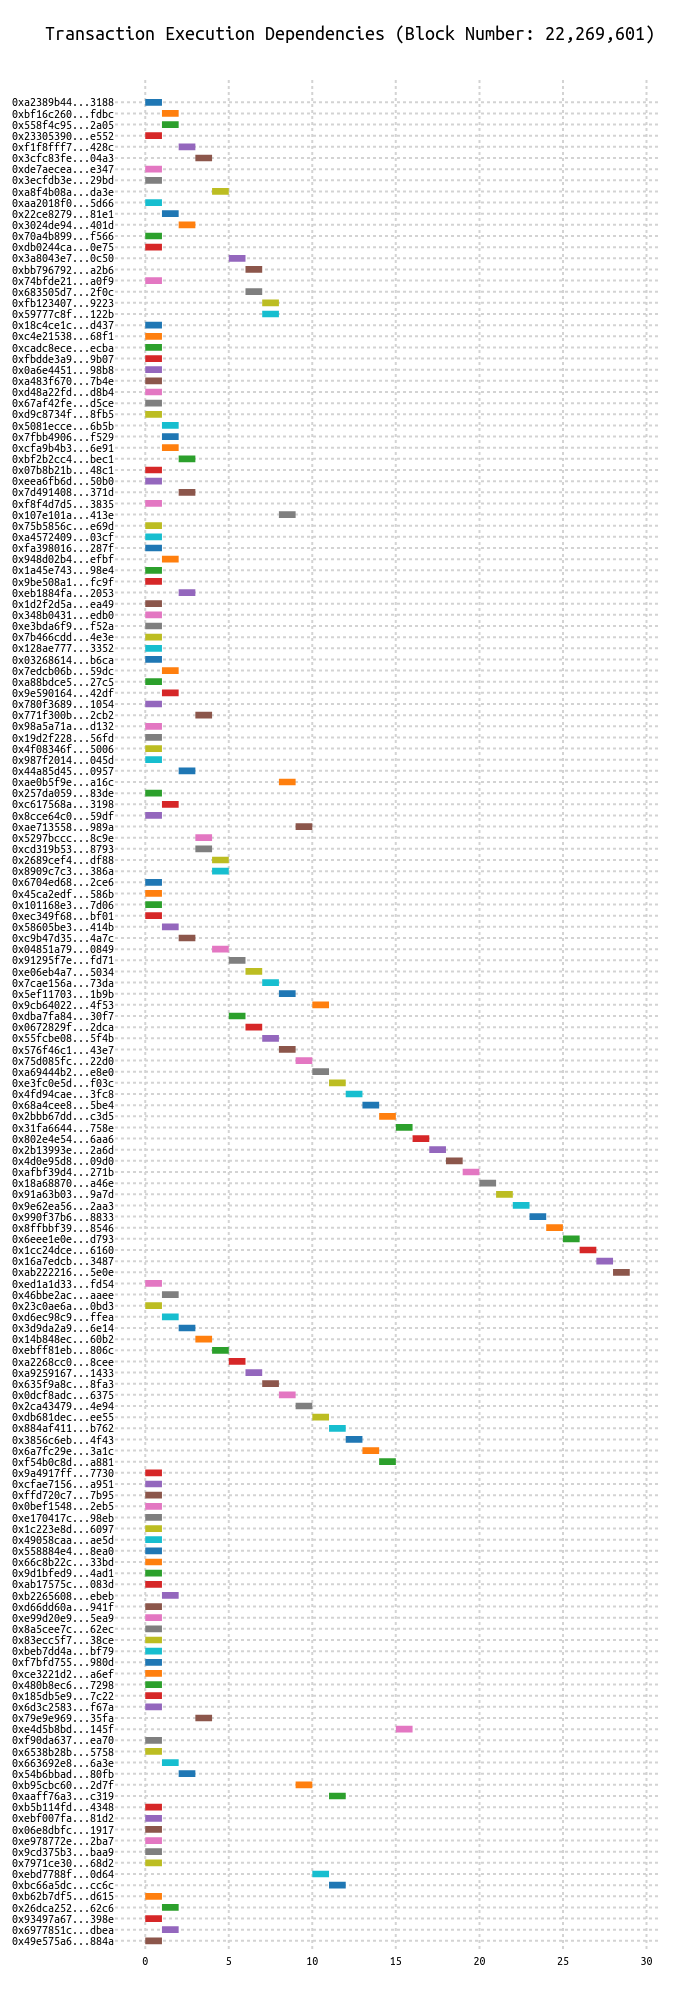 Transaction Execution Dependencies (Block Number: 22,269,601)
0xa2389b44...3188
0xbf16c260...fdbc
0x558f4c95...2a05
0x23305390...e552
0xf1f8fff7...428c
0x3cfc83fe...04a3
0xde7aecea...e347
0x3ecfdb3e...29bd
0xa8f4b08a...da3e
0xaa2018f0...5d66
0x22ce8279...81e1
0x3024de94...401d
0x70a4b899...f566
0xdb0244ca...0e75
0x3a8043e7...0c50
0xbb796792...a2b6
0x74bfde21...a0f9
0x683505d7...2f0c
0xfb123407...9223
0x59777c8f...122b
0x18c4ce1c...d437
0xc4e21538...68f1
0xcadc8ece...ecba
0xfbdde3a9...9b07
0x0a6e4451...98b8
0xa483f670...7b4e
0xd48a22fd...d8b4
0x67af42fe...d5ce
0xd9c8734f...8fb5
0x5081ecce...6b5b
0x7fbb4906...f529
0xcfa9b4b3...6e91
0xbf2b2cc4...bec1
0x07b8b21b...48c1
0xeea6fb6d...50b0
0x7d491408...371d
0xf8f4d7d5...3835
0x107e101a...413e
0x75b5856c...e69d
0xa4572409...03cf
0xfa398016...287f
0x948d02b4...efbf
0x1a45e743...98e4
0x9be508a1...fc9f
0xeb1884fa...2053
0x1d2f2d5a...ea49
0x348b0431...edb0
0xe3bda6f9...f52a
0x7b466cdd...4e3e
0x128ae777...3352
0x03268614...b6ca
0x7edcb06b...59dc
0xa88bdce5...27c5
0x9e590164...42df
0x780f3689...1054
0x771f300b...2cb2
0x98a5a71a...d132
0x19d2f228...56fd
0x4f08346f...5006
0x987f2014...045d
0x44a85d45...0957
0xae0b5f9e...a16c
0x257da059...83de
0xc617568a...3198
0x8cce64c0...59df
0xae713558...989a
0x5297bccc...8c9e
0xcd319b53...8793
0x2689cef4...df88
0x8909c7c3...386a
0x6704ed68...2ce6
0x45ca2edf...586b
0x101168e3...7d06
0xec349f68...bf01
0x58605be3...414b
0xc9b47d35...4a7c
0x04851a79...0849
0x91295f7e...fd71
0xe06eb4a7...5034
0x7cae156a...73da
0x5ef11703...1b9b
0x9cb64022...4f53
0xdba7fa84...30f7
0x0672829f...2dca
0x55fcbe08...5f4b
0x576f46c1...43e7
0x75d085fc...22d0
0xa69444b2...e8e0
0xe3fc0e5d...f03c
0x4fd94cae...3fc8
0x68a4cee8...5be4
0x2bbb67dd...c3d5
0x31fa6644...758e
0x802e4e54...6aa6
0x2b13993e...2a6d
0x4d0e95d8...09d0
0xafbf39d4...271b
0x18a68870...a46e
0x91a63b03...9a7d
0x9e62ea56...2aa3
0x990f37b6...8833
0x8ffbbf39...8546
0x6eee1e0e...d793
0x1cc24dce...6160
0x16a7edcb...3487
0xab222216...5e0e
0xed1a1d33...fd54
0x46bbe2ac...aaee
0x23c0ae6a...0bd3
0xd6ec98c9...ffea
0x3d9da2a9...6e14
0x14b848ec...60b2
0xebff81eb...806c
0xa2268cc0...8cee
0xa9259167...1433
0x635f9a8c...8fa3
0x0dcf8adc...6375
0x2ca43479...4e94
0xdb681dec...ee55
0x884af411...b762
0x3856c6eb...4f43
0x6a7fc29e...3a1c
0xf54b0c8d...a881
0x9a4917ff...7730
0xcfae7156...a951
0xffd720c7...7b95
0x0bef1548...2eb5
0xe170417c...98eb
0x1c223e8d...6097
0x49058caa...ae5d
0x558884e4...8ea0
0x66c8b22c...33bd
0x9d1bfed9...4ad1
0xab17575c...083d
0xb2265608...ebeb
0xd66dd60a...941f
0xe99d20e9...5ea9
0x8a5cee7c...62ec
0x83ecc5f7...38ce
0xbeb7dd4a...bf79
0xf7bfd755...980d
0xce3221d2...a6ef
0x480b8ec6...7298
0x185db5e9...7c22
0x6d3c2583...f67a
0x79e9e969...35fa
0xe4d5b8bd...145f
0xf90da637...ea70
0x6538b28b...5758
0x663692e8...6a3e
0x54b6bbad...80fb
0xb95cbc60...2d7f
0xaaff76a3...c319
0xb5b114fd...4348
0xebf007fa...81d2
0x06e8dbfc...1917
0xe978772e...2ba7
0x9cd375b3...baa9
0x7971ce30...68d2
0xebd7788f...0d64
0xbc66a5dc...cc6c
0xb62b7df5...d615
0x26dca252...62c6
0x93497a67...398e
0x6977851c...dbea
0x49e575a6...884a
0 5 10 15 20 25 30